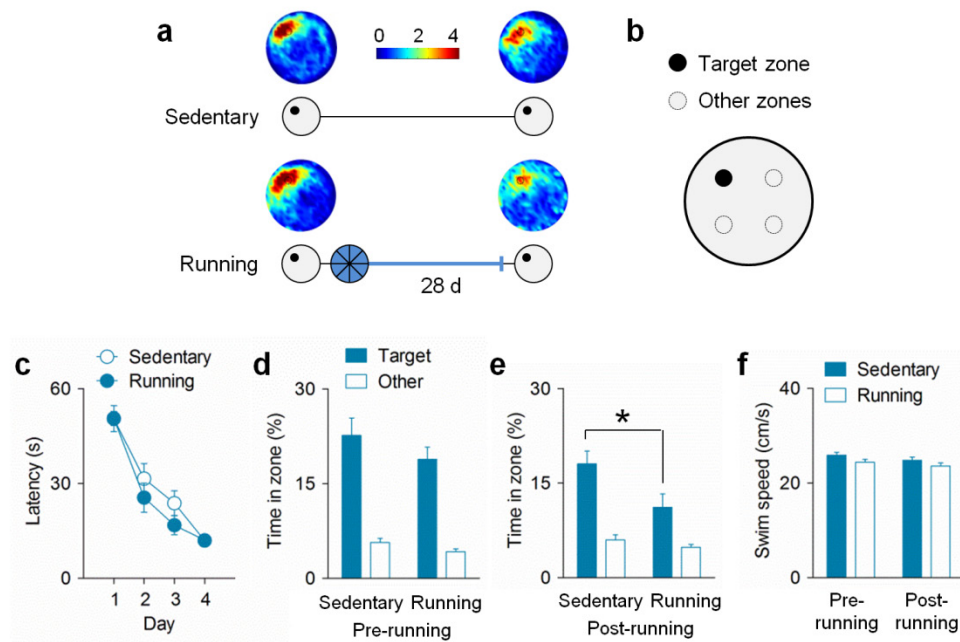 a
0 2 4
Sedentary
Running
28 d
b
Target zone
Other zones
c
Sedentary
Running
60
30
0
Latency (s)
1 2 3 4
Day
d
Target
Other
30
15
0
Time in zone (%)
Sedentary Running
Pre-running
e
30
15
0
Time in zone (%)
*
Sedentary Running
Post-running
f
Sedentary
Running
40
20
0
Swim speed (cm/s)
Pre-
running
Post-
running